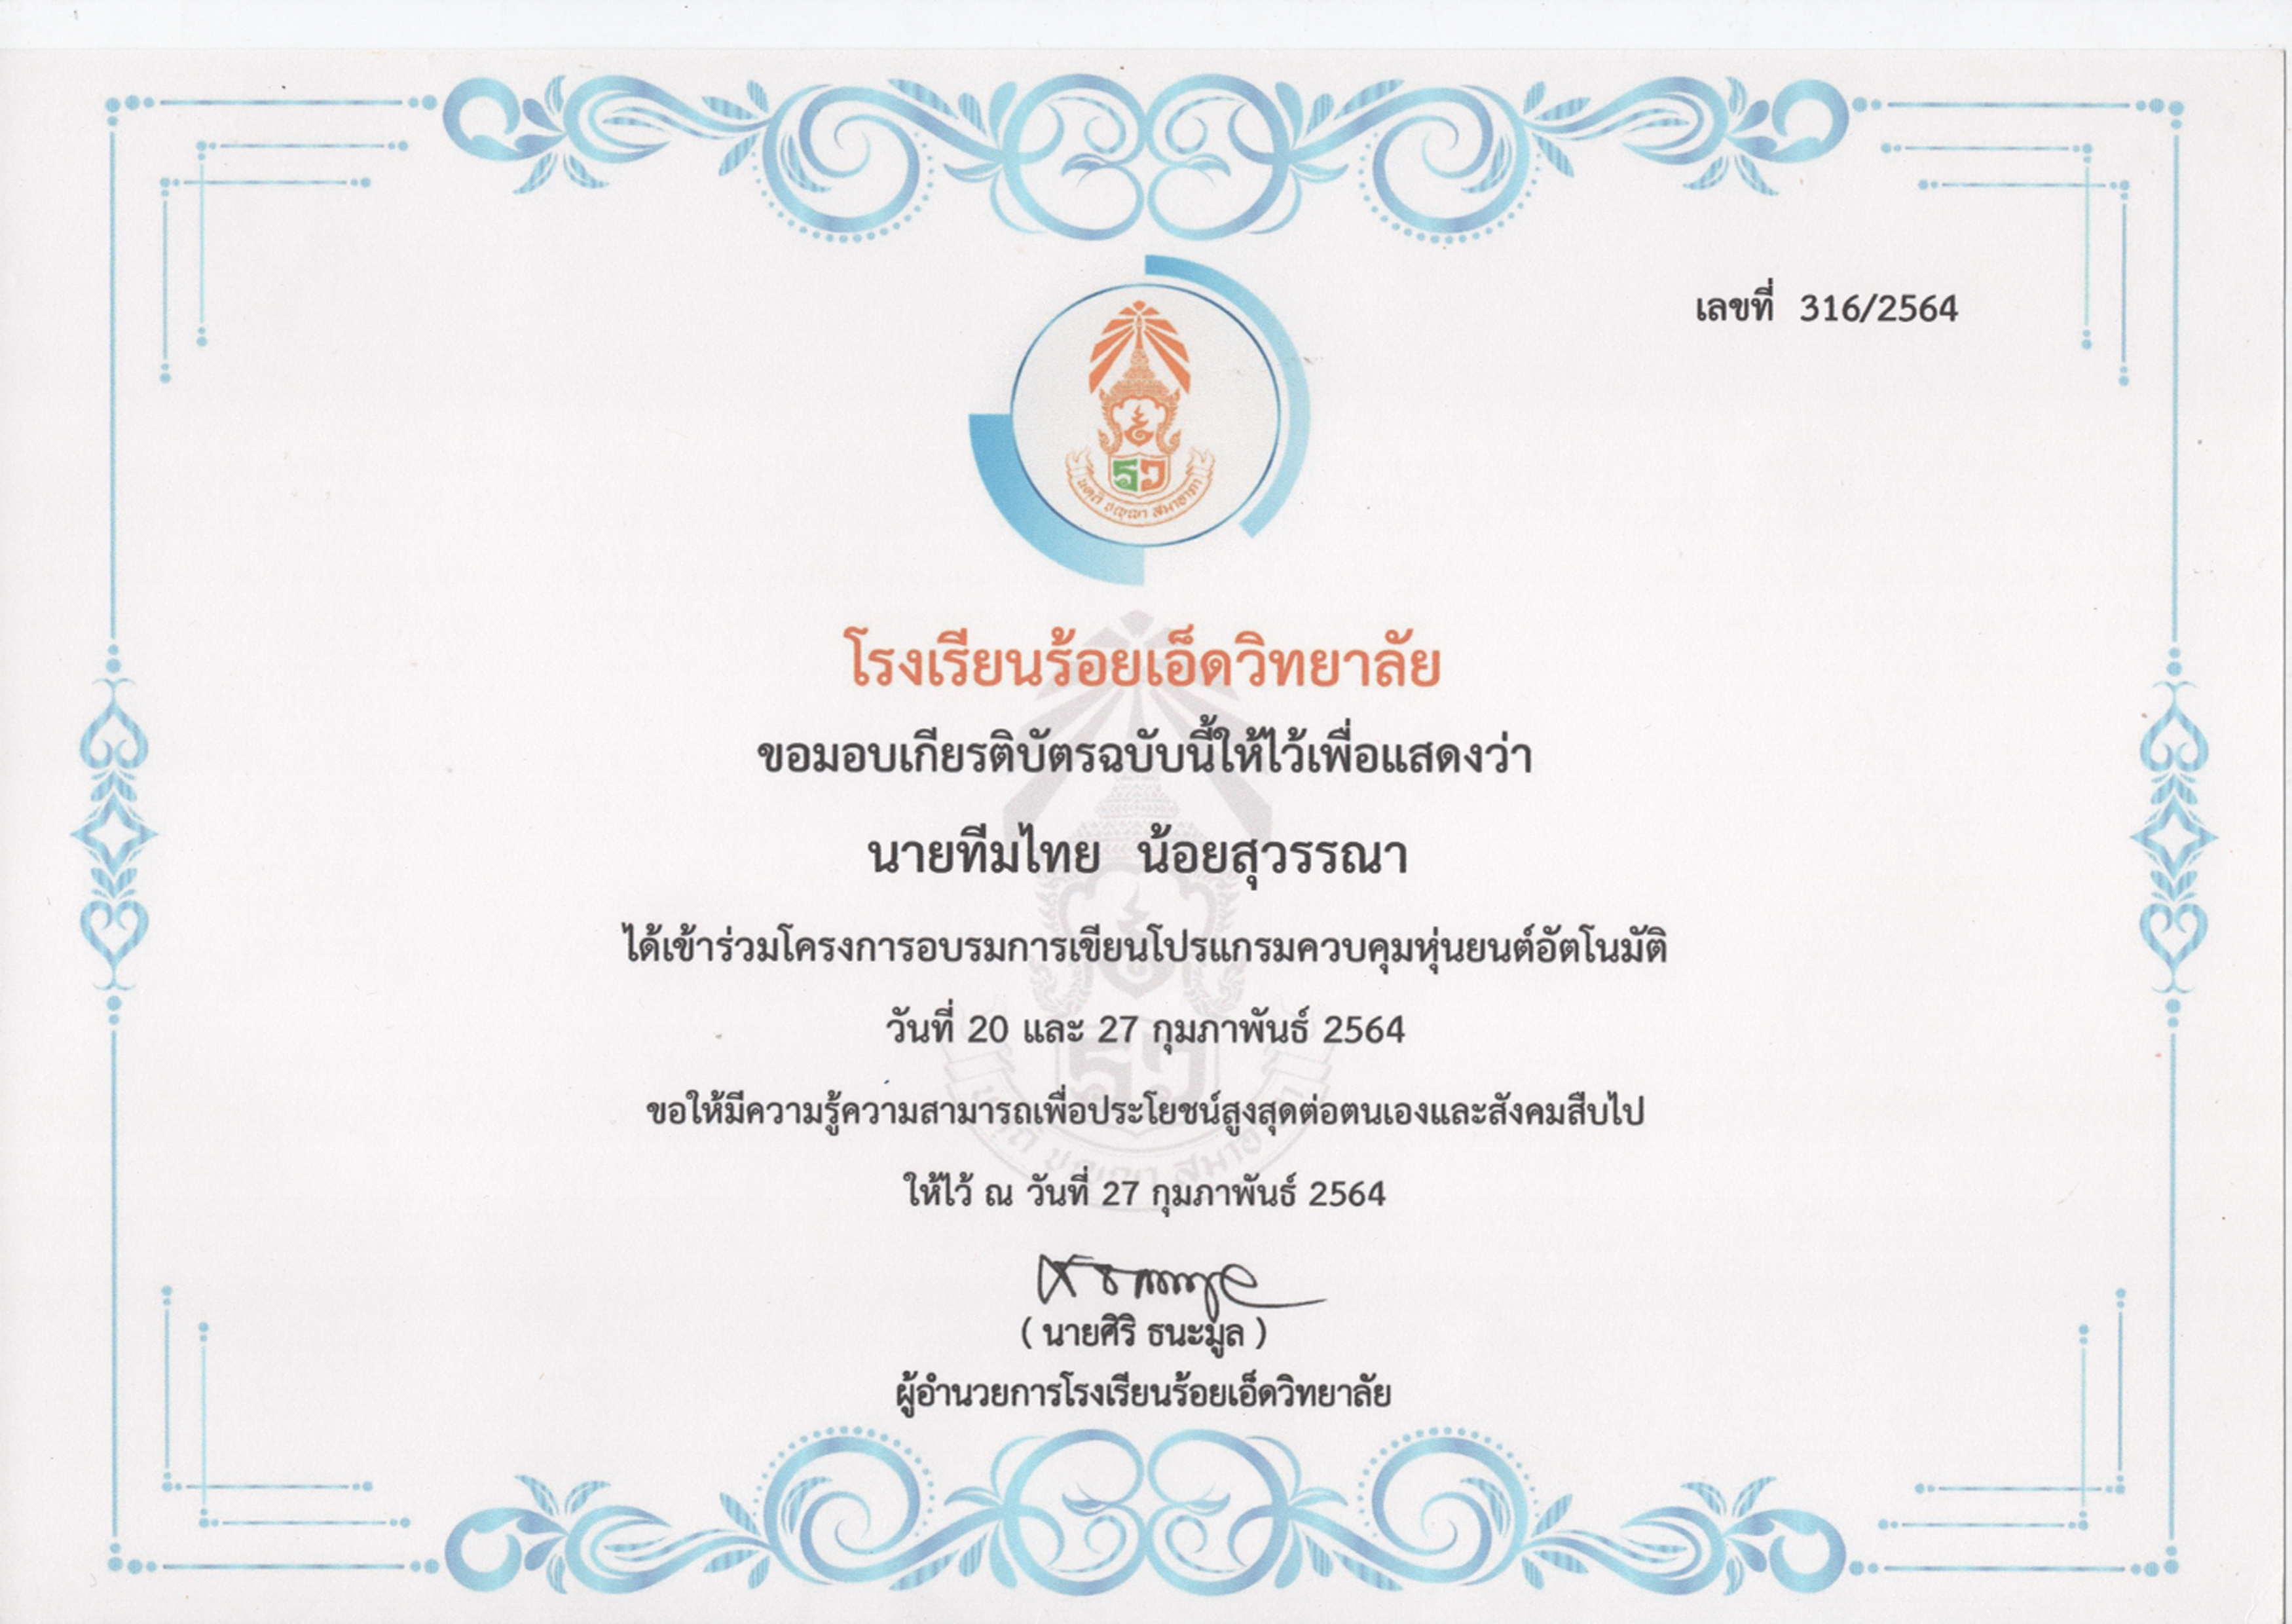 เลขที่ 316/2564
รว
นตฺถิ ปญฺญา สมาอาภา
โรงเรียนร้อยเอ็ดวิทยาลัย
ขอมอบเกียรติบัตรฉบับนี้ให้ไว้เพื่อแสดงว่า
นายทีมไทย น้อยสุวรรณา
ได้เข้าร่วมโครงการอบรมการเขียนโปรแกรมควบคุมหุ่นยนต์อัตโนมัติ
วันที่ 20 และ 27 กุมภาพันธ์ 2564
ขอให้มีความรู้ความสามารถเพื่อประโยชน์สูงสุดต่อตนเองและสังคมสืบไป
ให้ไว้ ณ วันที่ 27 กุมภาพันธ์ 2564
( นายศิริ ธนะมูล )
ผู้อำนวยการโรงเรียนร้อยเอ็ดวิทยาลัย